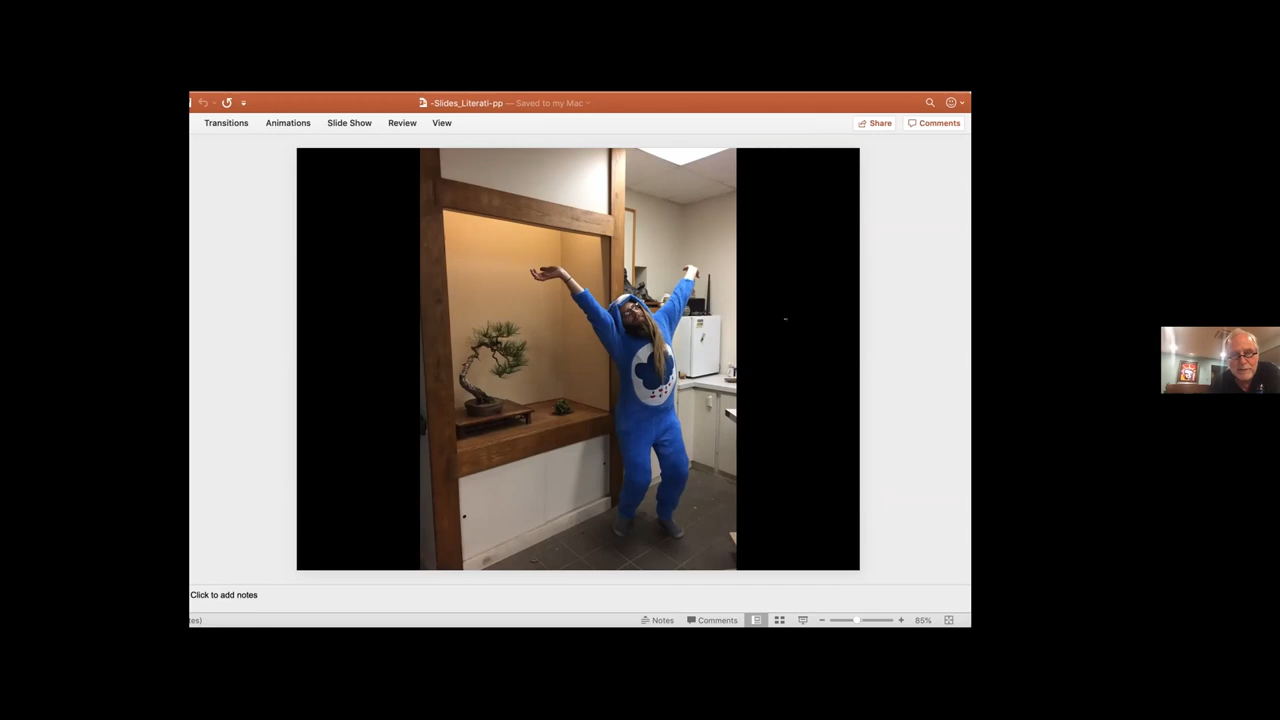 -Slides_Literati-pp — Saved to my Mac
Transitions Animations Slide Show Review View Share Comments
Click to add notes
tes) Notes Comments 85%